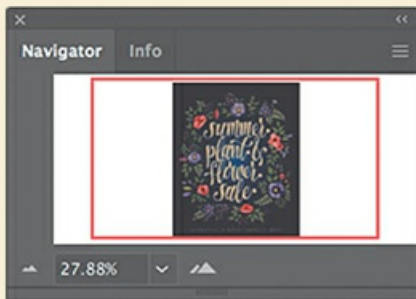 Navigator Info
summer
plant &
flower
sale
27.88%